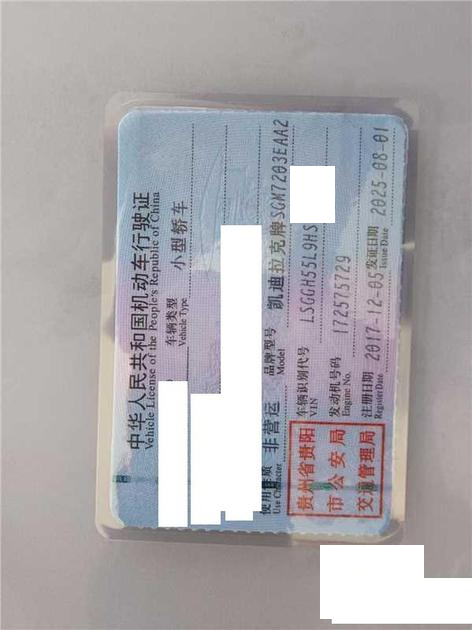 中华人民共和国机动车行驶证
Vehicle License of the People's Republic of China
车辆类型 小型轿车
Vehicle Type
使用性质 非营运 品牌型号 凯迪拉克牌SGM7203EAA2
Use Character Model
车辆识别代号 LSGGH55L9HS
VIN
发动机号码 172575729
Engine No.
注册日期 2017-12-05 发证日期 2025-08-01
Register Date Issue Date
贵州省贵阳
市公安局
交通管理局